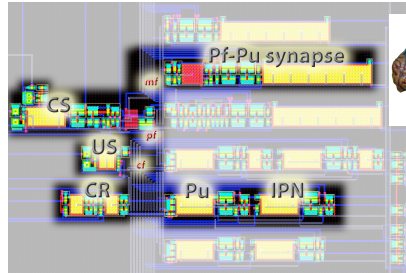 Pf-Pu synapse
mf
CS
pf
US
cf
CR Pu IPN